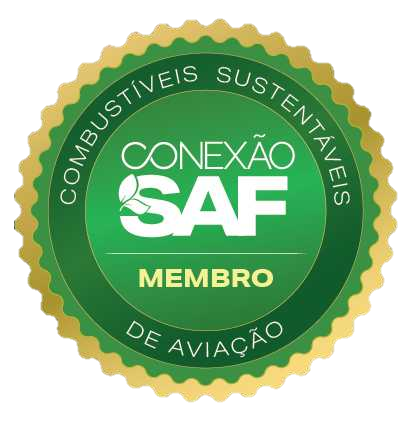 COMBUSTÍVEIS SUSTENTÁVEIS
CONEXÃO
SAF
MEMBRO
DE AVIAÇÃO